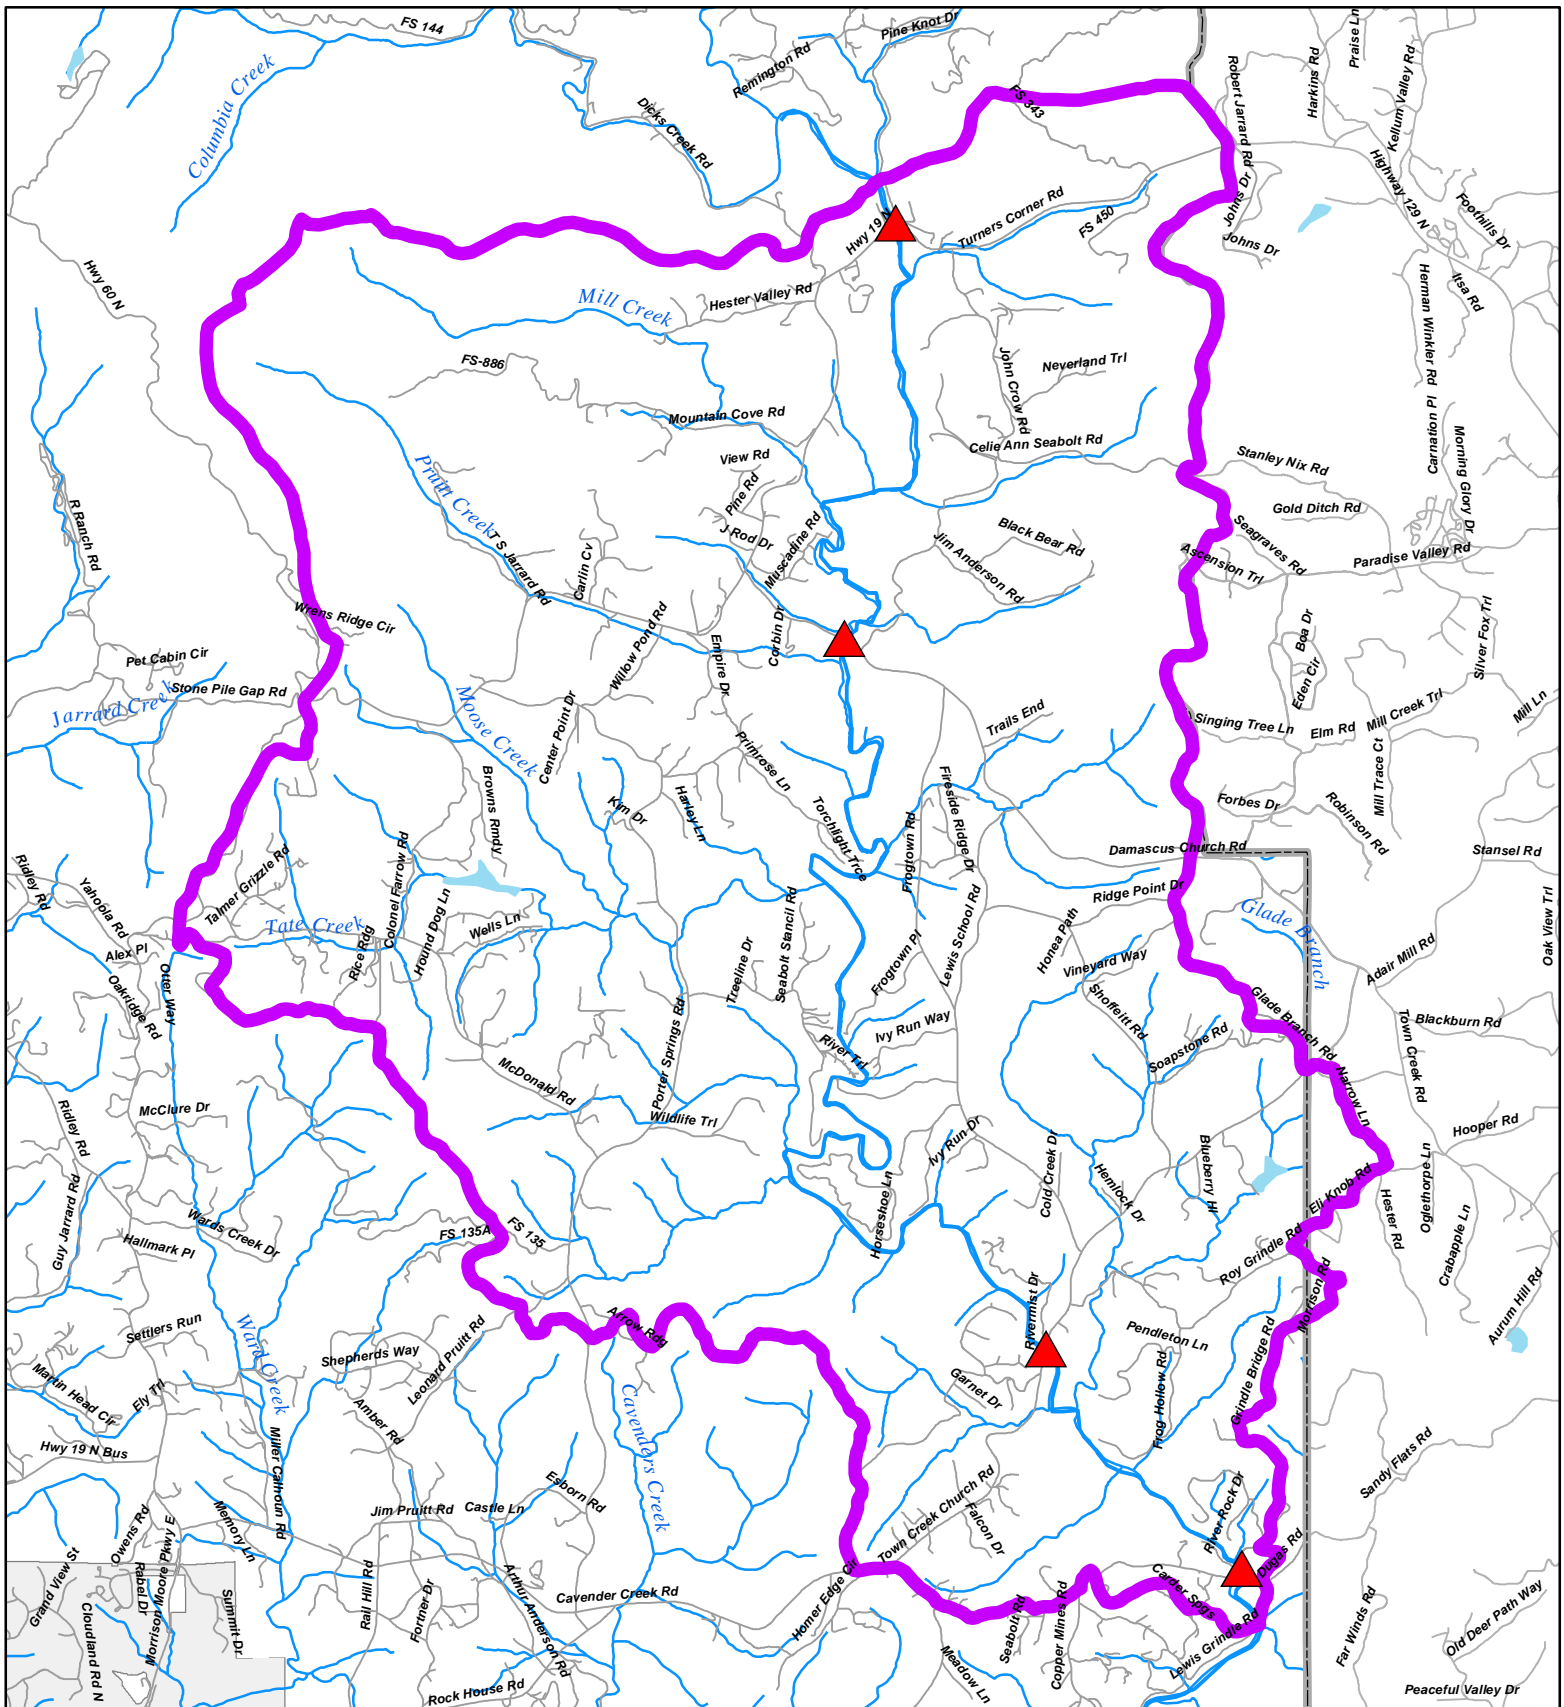 FS 144
Pine Knot Dr
Praise Ln
Remington Rd
Harkins Rd
Kellum Valley Rd
Robert Jarrard Rd
Columbia Creek
Dicks Creek Rd
FS 343
Highway 129 N
Foothills Dr
Johns Dr
Johns Dr
Turners Corner Rd
FS 450
Hwy 19 N
Hwy 60 N
Mill Creek
Hester Valley Rd
Itsa Rd
Herman Winkler Rd
FS-886
John Crow Rd
Neverland Trl
Carnation Pl
Mountain Cove Rd
Celie Ann Seabolt Rd
Stanley Nix Rd
Morning Glory Dr
View Rd
Pine Rd
Pruitt Creek
Gold Ditch Rd
R Ranch Rd
J Rod Dr
Muscadine Rd
Black Bear Rd
Jim Anderson Rd
Seagraves Rd
Ascension Trl
Paradise Valley Rd
T S Jarrard Rd
Carlin Cv
Wrens Ridge Cir
Willow Pond Rd
Corbin Dr
Empire Dr
Boa Dr
Eden Cir
Silver Fox Trl
Pet Cabin Cir
Stone Pile Gap Rd
Jarrard Creek
Moose Creek
Center Point Dr
Trails End
Singing Tree Ln
Elm Rd
Mill Creek Trl
Mill Ln
Primrose Ln
Browns Rmdy
Kim Dr
Harley Ln
Torchlight Trce
Frogtown Rd
Fireside Ridge Dr
Forbes Dr
Robinson Rd
Mill Trace Ct
Damascus Church Rd
Stansel Rd
Ridley Rd
Yahoola Rd
Talmer Grizzle Rd
Colonel Farrow Rd
Hound Dog Ln
Ridge Point Dr
Glade Branch
Oak View Trl
Tate Creek
Wells Ln
Alex Pl
Rice Rdg
Oakridge Rd
Otter Way
Treeline Dr
Seabolt Stancil Rd
Frogtown Pl
Lewis School Rd
Honea Path
Vineyard Way
Adair Mill Rd
Shoffeitt Rd
Glade Branch Rd
Blackburn Rd
Town Creek Rd
Ivy Run Way
River Trl
Soapstone Rd
Porter Springs Rd
McDonald Rd
Narrow Ln
McClure Dr
Ridley Rd
Wildlife Trl
Hooper Rd
Ivy Run Dr
Cold Creek Dr
Hemlock Dr
Blueberry Hl
Eli Knob Rd
Oglethorpe Ln
Guy Jarrard Rd
Horseshoe Ln
Hester Rd
Crabapple Ln
Wards Creek Dr
FS 135A
FS 135
Hallmark Pl
Roy Grindle Rd
Morrison Rd
Aurum Hill Rd
Rivermist Dr
Settlers Run
Arrow Rdg
Ward Creek
Shepherds Way
Leonard Pruitt Rd
Pendleton Ln
Grindle Bridge Rd
Martin Head Cir
Ely Trl
Amber Rd
Cavenders Creek
Garnet Dr
Frog Hollow Rd
Hwy 19 N Bus
Miller Calhoun Rd
Sandy Flats Rd
Esborn Rd
Town Creek Church Rd
Falcon Dr
River Rock Dr
Jim Pruitt Rd
Castle Ln
Owens Rd
Memory Ln
Dugas Rd
Grand View St
Rabel Dr
Morrison Moore Pkwy E
Rail Hill Rd
Fortner Dr
Arthur Anderson Rd
Cavender Creek Rd
Homer Edge Cir
Carder Spgs
Seabolt Rd
Copper Mines Rd
Lewis Grindle Rd
Far Winds Rd
Old Deer Path Way
Cloudland Rd N
Summit Dr
Meadow Ln
Rock House Rd
Peaceful Valley Dr